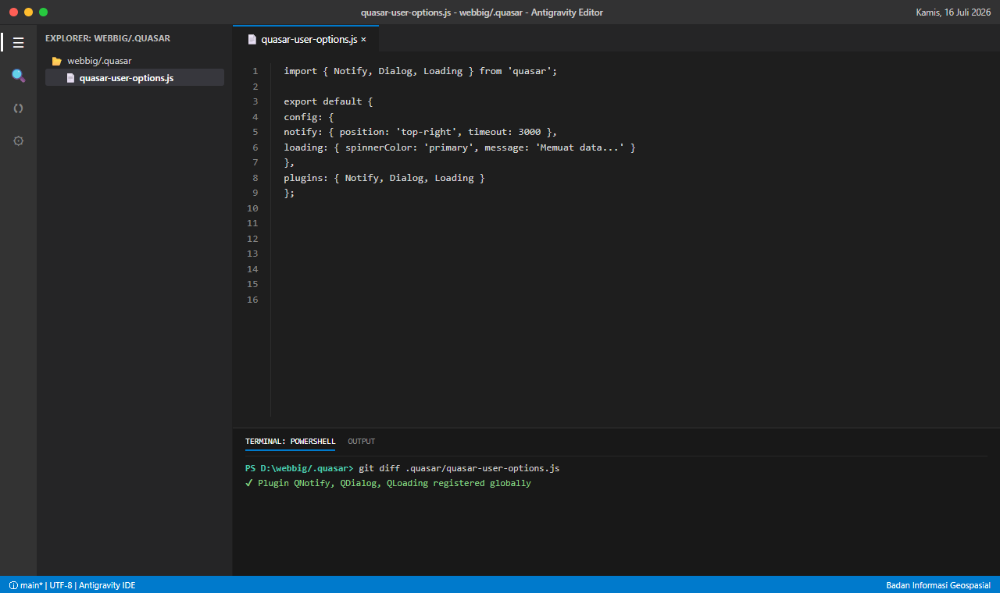 quasar-user-options.js - webbig/.quasar - Antigravity Editor
Kamis, 16 Juli 2026
EXPLORER: WEBBIG/.QUASAR
webbig/.quasar
quasar-user-options.js
quasar-user-options.js ×
1 import { Notify, Dialog, Loading } from 'quasar';
2
3 export default {
4 config: {
5 notify: { position: 'top-right', timeout: 3000 },
6 loading: { spinnerColor: 'primary', message: 'Memuat data...' }
7 },
8 plugins: { Notify, Dialog, Loading }
9 };
10
11
12
13
14
15
16
TERMINAL: POWERSHELL OUTPUT
PS D:\webbig/.quasar> git diff .quasar/quasar-user-options.js
✓ Plugin QNotify, QDialog, QLoading registered globally
main* | UTF-8 | Antigravity IDE
Badan Informasi Geospasial